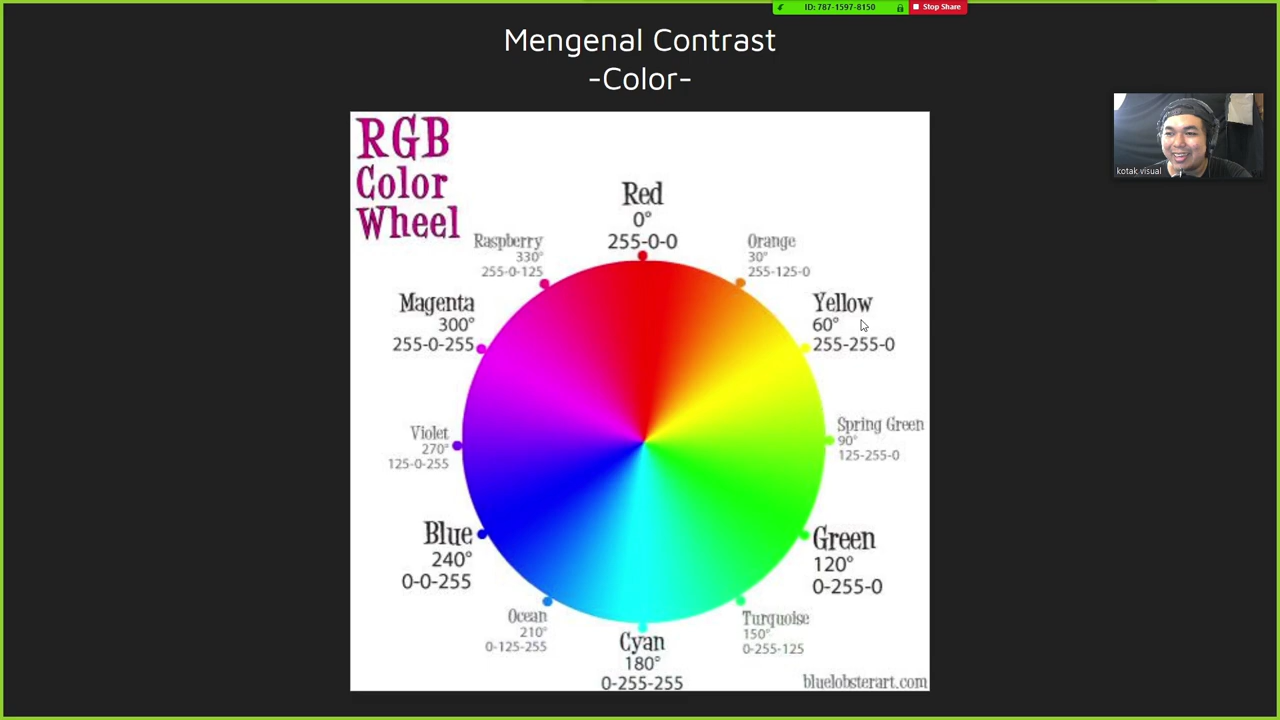 ID: 787-1597-8150
Stop Share
Mengenal Contrast
-Color-
kotak visual
RGB
Color
Wheel
Red
0°
255-0-0
Raspberry
330°
255-0-125
Orange
30°
255-125-0
Magenta
300°
255-0-255
Yellow
60°
255-255-0
Violet
270°
125-0-255
Spring Green
90°
125-255-0
Blue
240°
0-0-255
Green
120°
0-255-0
Ocean
210°
0-125-255
Turquoise
150°
0-255-125
Cyan
180°
0-255-255
bluelobsterart.com